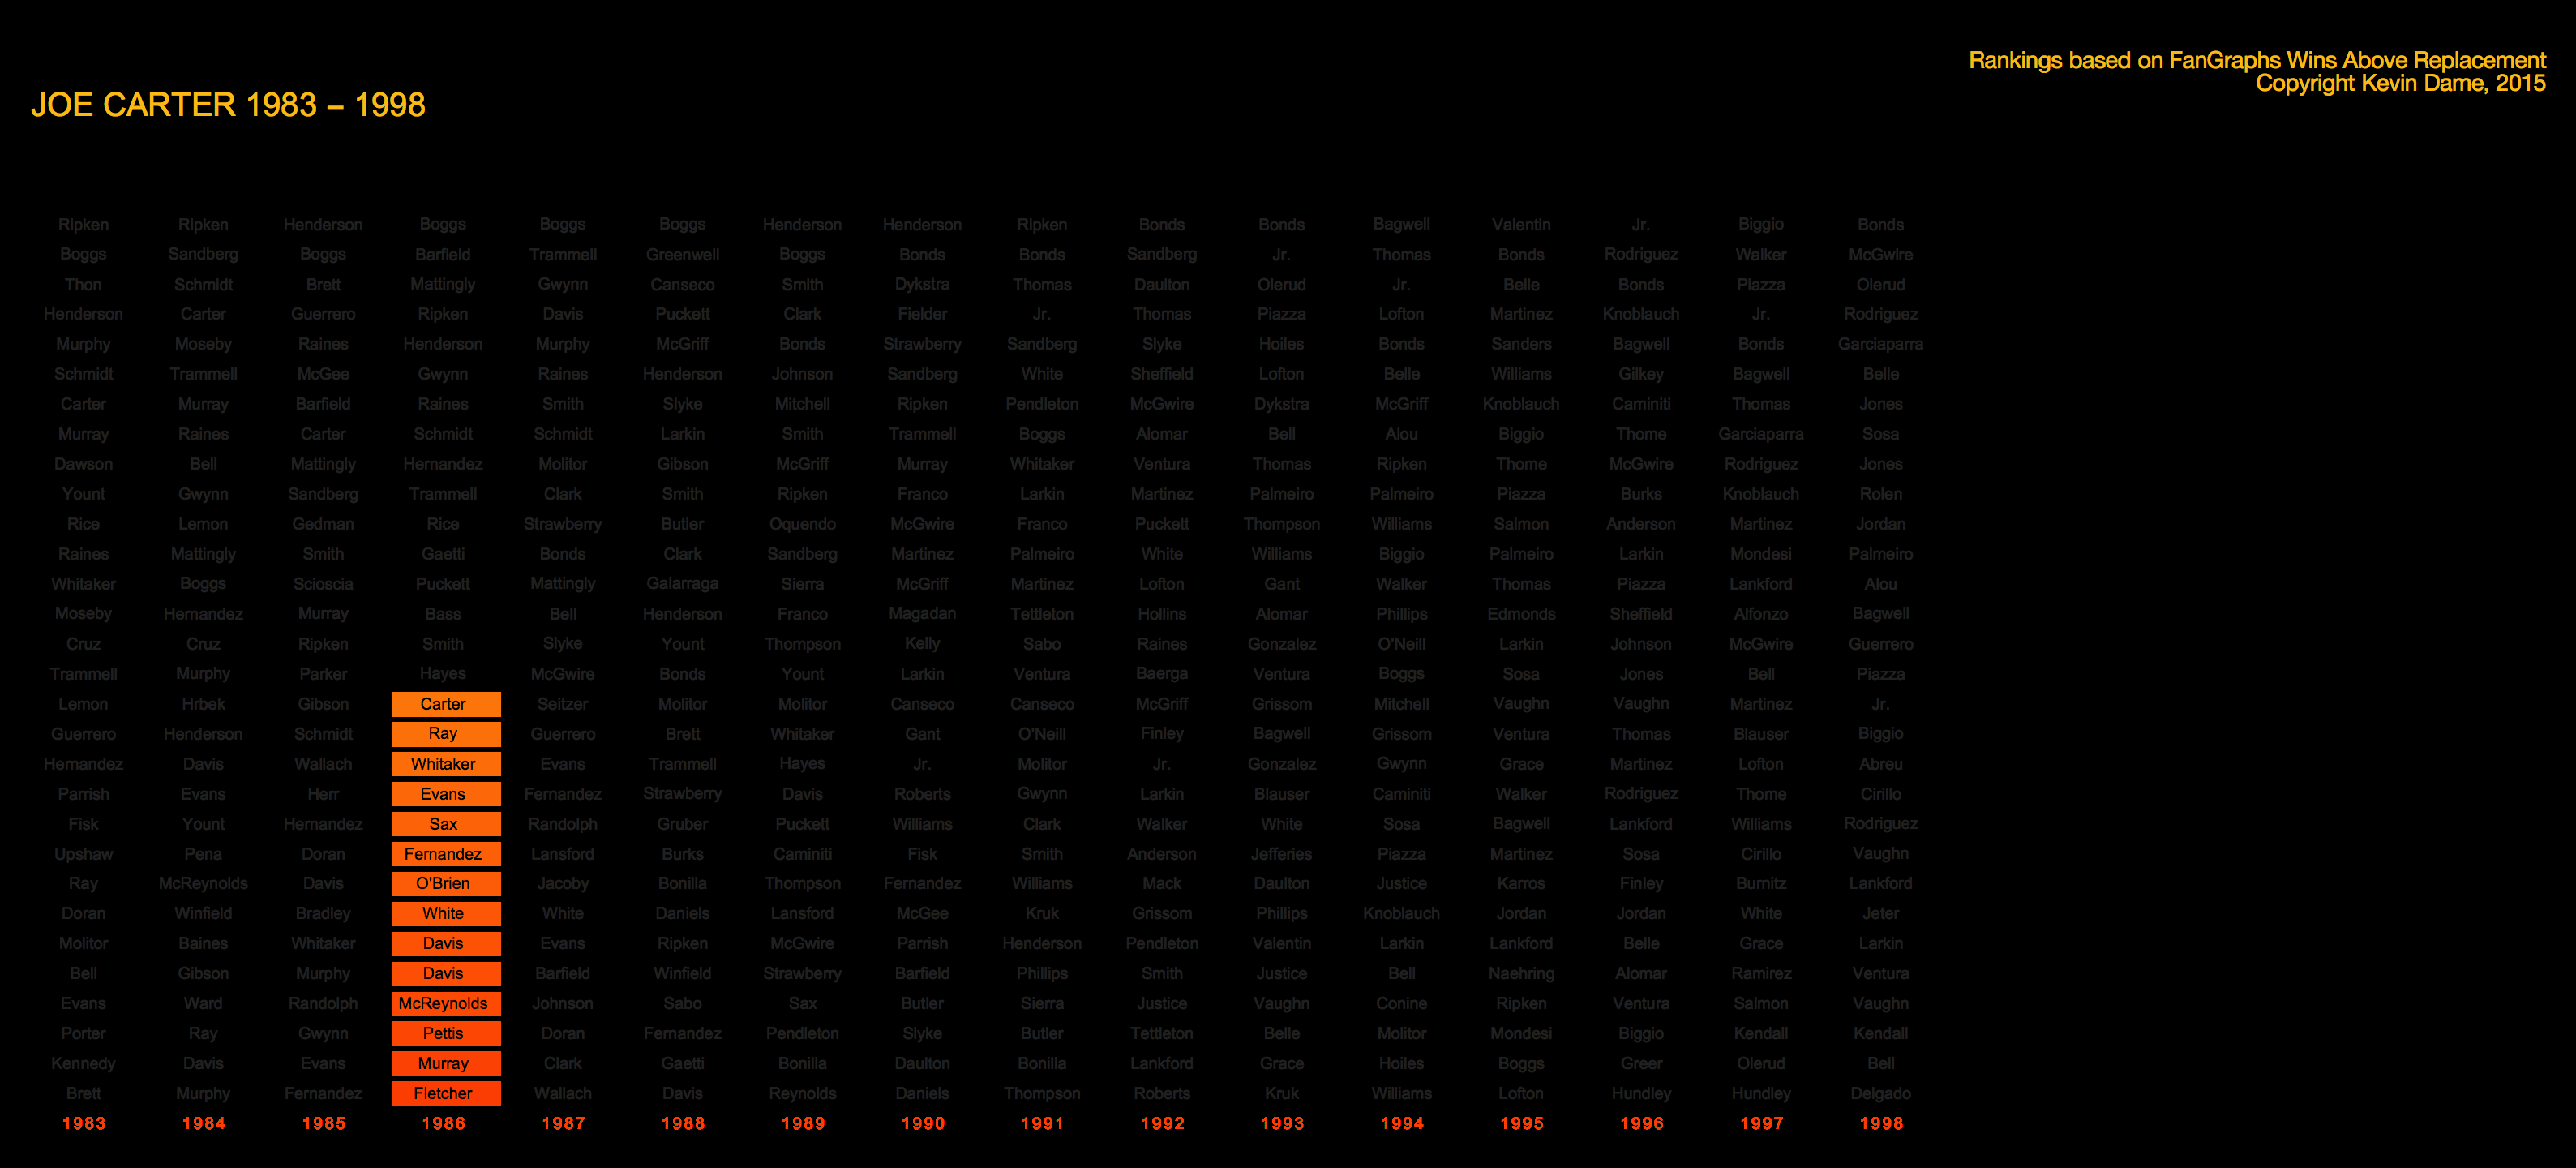 Rankings based on FanGraphs Wins Above Replacement
Copyright Kevin Dame, 2015
JOE CARTER 1983 – 1998
Ripken Ripken Henderson Boggs Boggs Boggs Henderson Henderson Ripken Bonds Bonds Bagwell Valentin Jr. Biggio Bonds
Boggs Sandberg Boggs Barfield Trammell Greenwell Boggs Bonds Bonds Sandberg Jr. Thomas Bonds Rodriguez Walker McGwire
Thon Schmidt Brett Mattingly Gwynn Canseco Smith Dykstra Thomas Daulton Olerud Jr. Belle Bonds Piazza Olerud
Henderson Carter Guerrero Ripken Davis Puckett Clark Fielder Jr. Thomas Piazza Lofton Martinez Knoblauch Jr. Rodriguez
Murphy Moseby Raines Henderson Murphy McGriff Bonds Strawberry Sandberg Slyke Hoiles Bonds Sanders Bagwell Bonds Garciaparra
Schmidt Trammell McGee Gwynn Raines Henderson Johnson Sandberg White Sheffield Lofton Belle Williams Gilkey Bagwell Belle
Carter Murray Barfield Raines Smith Slyke Mitchell Ripken Pendleton McGwire Dykstra McGriff Knoblauch Caminiti Thomas Jones
Murray Raines Carter Schmidt Schmidt Larkin Smith Trammell Boggs Alomar Bell Alou Biggio Thome Garciaparra Sosa
Dawson Bell Mattingly Hernandez Molitor Gibson McGriff Murray Whitaker Ventura Thomas Ripken Thome McGwire Rodriguez Jones
Yount Gwynn Sandberg Trammell Clark Smith Ripken Franco Larkin Martinez Palmeiro Palmeiro Piazza Burks Knoblauch Rolen
Rice Lemon Gedman Rice Strawberry Butler Oquendo McGwire Franco Puckett Thompson Williams Salmon Anderson Martinez Jordan
Raines Mattingly Smith Gaetti Bonds Clark Sandberg Martinez Palmeiro White Williams Biggio Palmeiro Larkin Mondesi Palmeiro
Whitaker Boggs Scioscia Puckett Mattingly Galarraga Sierra McGriff Martinez Lofton Gant Walker Thomas Piazza Lankford Alou
Moseby Hernandez Murray Bass Bell Henderson Franco Magadan Tettleton Hollins Alomar Phillips Edmonds Sheffield Alfonzo Bagwell
Cruz Cruz Ripken Smith Slyke Yount Thompson Kelly Sabo Raines Gonzalez O'Neill Larkin Johnson McGwire Guerrero
Trammell Murphy Parker Hayes McGwire Bonds Yount Larkin Ventura Baerga Ventura Boggs Sosa Jones Bell Piazza
Lemon Hrbek Gibson Carter Seitzer Molitor Molitor Canseco Canseco McGriff Grissom Mitchell Vaughn Vaughn Martinez Jr.
Guerrero Henderson Schmidt Ray Guerrero Brett Whitaker Gant O'Neill Finley Bagwell Grissom Ventura Thomas Blauser Biggio
Hernandez Davis Wallach Whitaker Evans Trammell Hayes Jr. Molitor Jr. Gonzalez Gwynn Grace Martinez Lofton Abreu
Parrish Evans Herr Evans Fernandez Strawberry Davis Roberts Gwynn Larkin Blauser Caminiti Walker Rodriguez Thome Cirillo
Fisk Yount Hernandez Sax Randolph Gruber Puckett Williams Clark Walker White Sosa Bagwell Lankford Williams Rodriguez
Upshaw Pena Doran Fernandez Lansford Burks Caminiti Fisk Smith Anderson Jefferies Piazza Martinez Sosa Cirillo Vaughn
Ray McReynolds Davis O'Brien Jacoby Bonilla Thompson Fernandez Williams Mack Daulton Justice Karros Finley Burnitz Lankford
Doran Winfield Bradley White White Daniels Lansford McGee Kruk Grissom Phillips Knoblauch Jordan Jordan White Jeter
Molitor Baines Whitaker Davis Evans Ripken McGwire Parrish Henderson Pendleton Valentin Larkin Lankford Belle Grace Larkin
Bell Gibson Murphy Davis Barfield Winfield Strawberry Barfield Phillips Smith Justice Bell Naehring Alomar Ramirez Ventura
Evans Ward Randolph McReynolds Johnson Sabo Sax Butler Sierra Justice Vaughn Conine Ripken Ventura Salmon Vaughn
Porter Ray Gwynn Pettis Doran Fernandez Pendleton Slyke Butler Tettleton Belle Molitor Mondesi Biggio Kendall Kendall
Kennedy Davis Evans Murray Clark Gaetti Bonilla Daulton Bonilla Lankford Grace Hoiles Boggs Greer Olerud Bell
Brett Murphy Fernandez Fletcher Wallach Davis Reynolds Daniels Thompson Roberts Kruk Williams Lofton Hundley Hundley Delgado
1983 1984 1985 1986 1987 1988 1989 1990 1991 1992 1993 1994 1995 1996 1997 1998